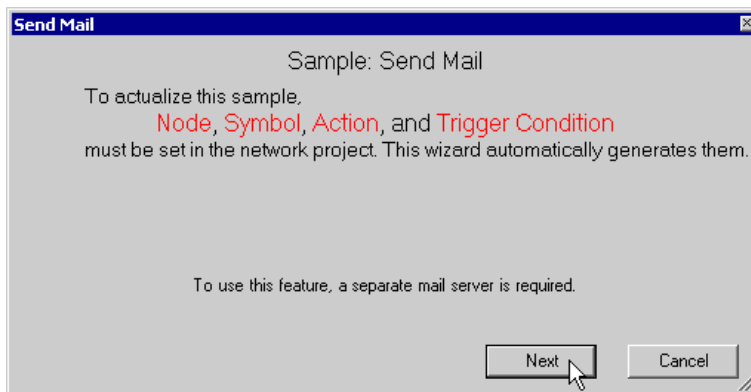 Send Mail
Sample: Send Mail
To actualize this sample,
Node, Symbol, Action, and Trigger Condition
must be set in the network project. This wizard automatically generates them.
To use this feature, a separate mail server is required.
Next
Cancel